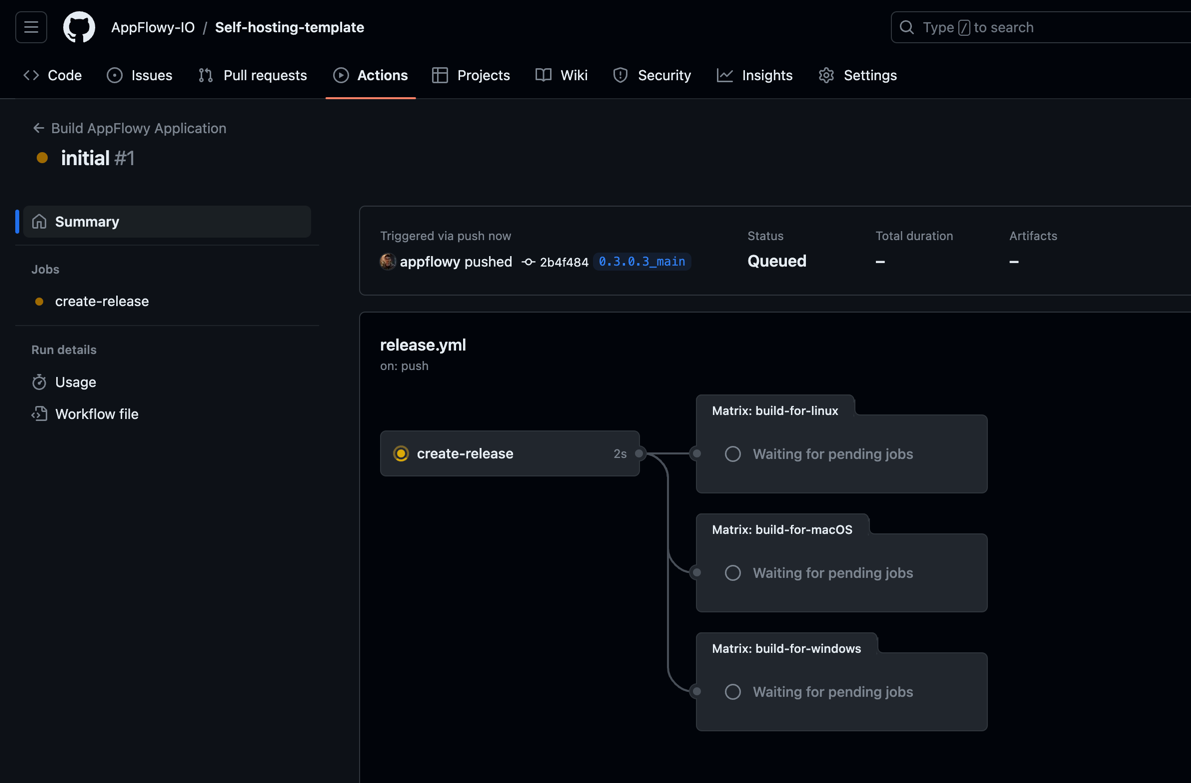 AppFlowy-IO / Self-hosting-template
Type / to search
Code Issues Pull requests Actions Projects Wiki Security Insights Settings
Build AppFlowy Application
initial #1
Summary
Jobs
create-release
Run details
Usage
Workflow file
Triggered via push now
appflowy pushed 2b4f484 0.3.0.3_main
Status
Queued
Total duration
–
Artifacts
–
release.yml
on: push
create-release 2s
Matrix: build-for-linux
Waiting for pending jobs
Matrix: build-for-macOS
Waiting for pending jobs
Matrix: build-for-windows
Waiting for pending jobs